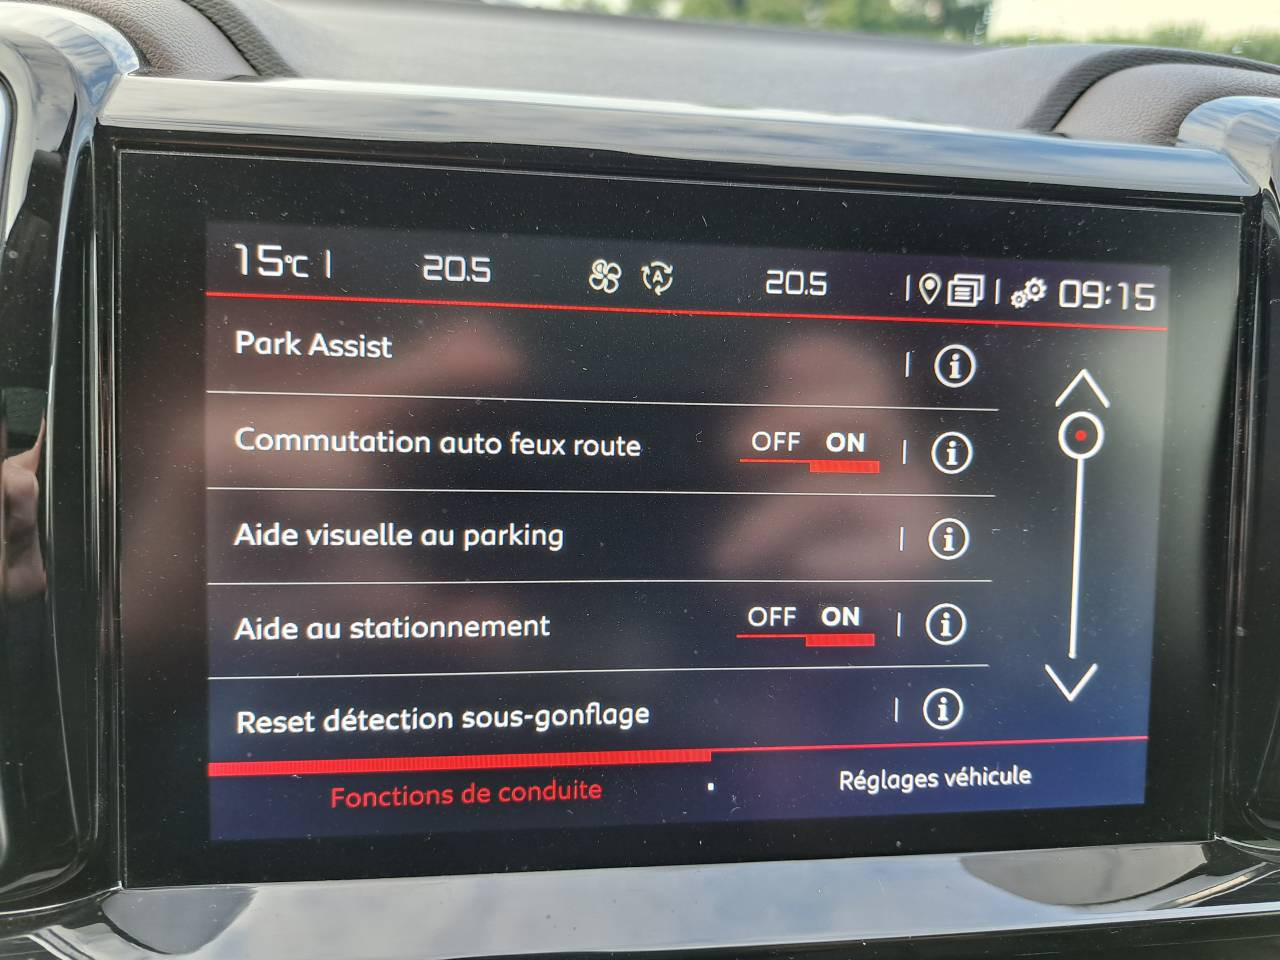 15°C 20.5 20.5 09:15
Park Assist
Commutation auto feux route OFF ON
Aide visuelle au parking
Aide au stationnement OFF ON
Reset détection sous-gonflage
Fonctions de conduite Réglages véhicule